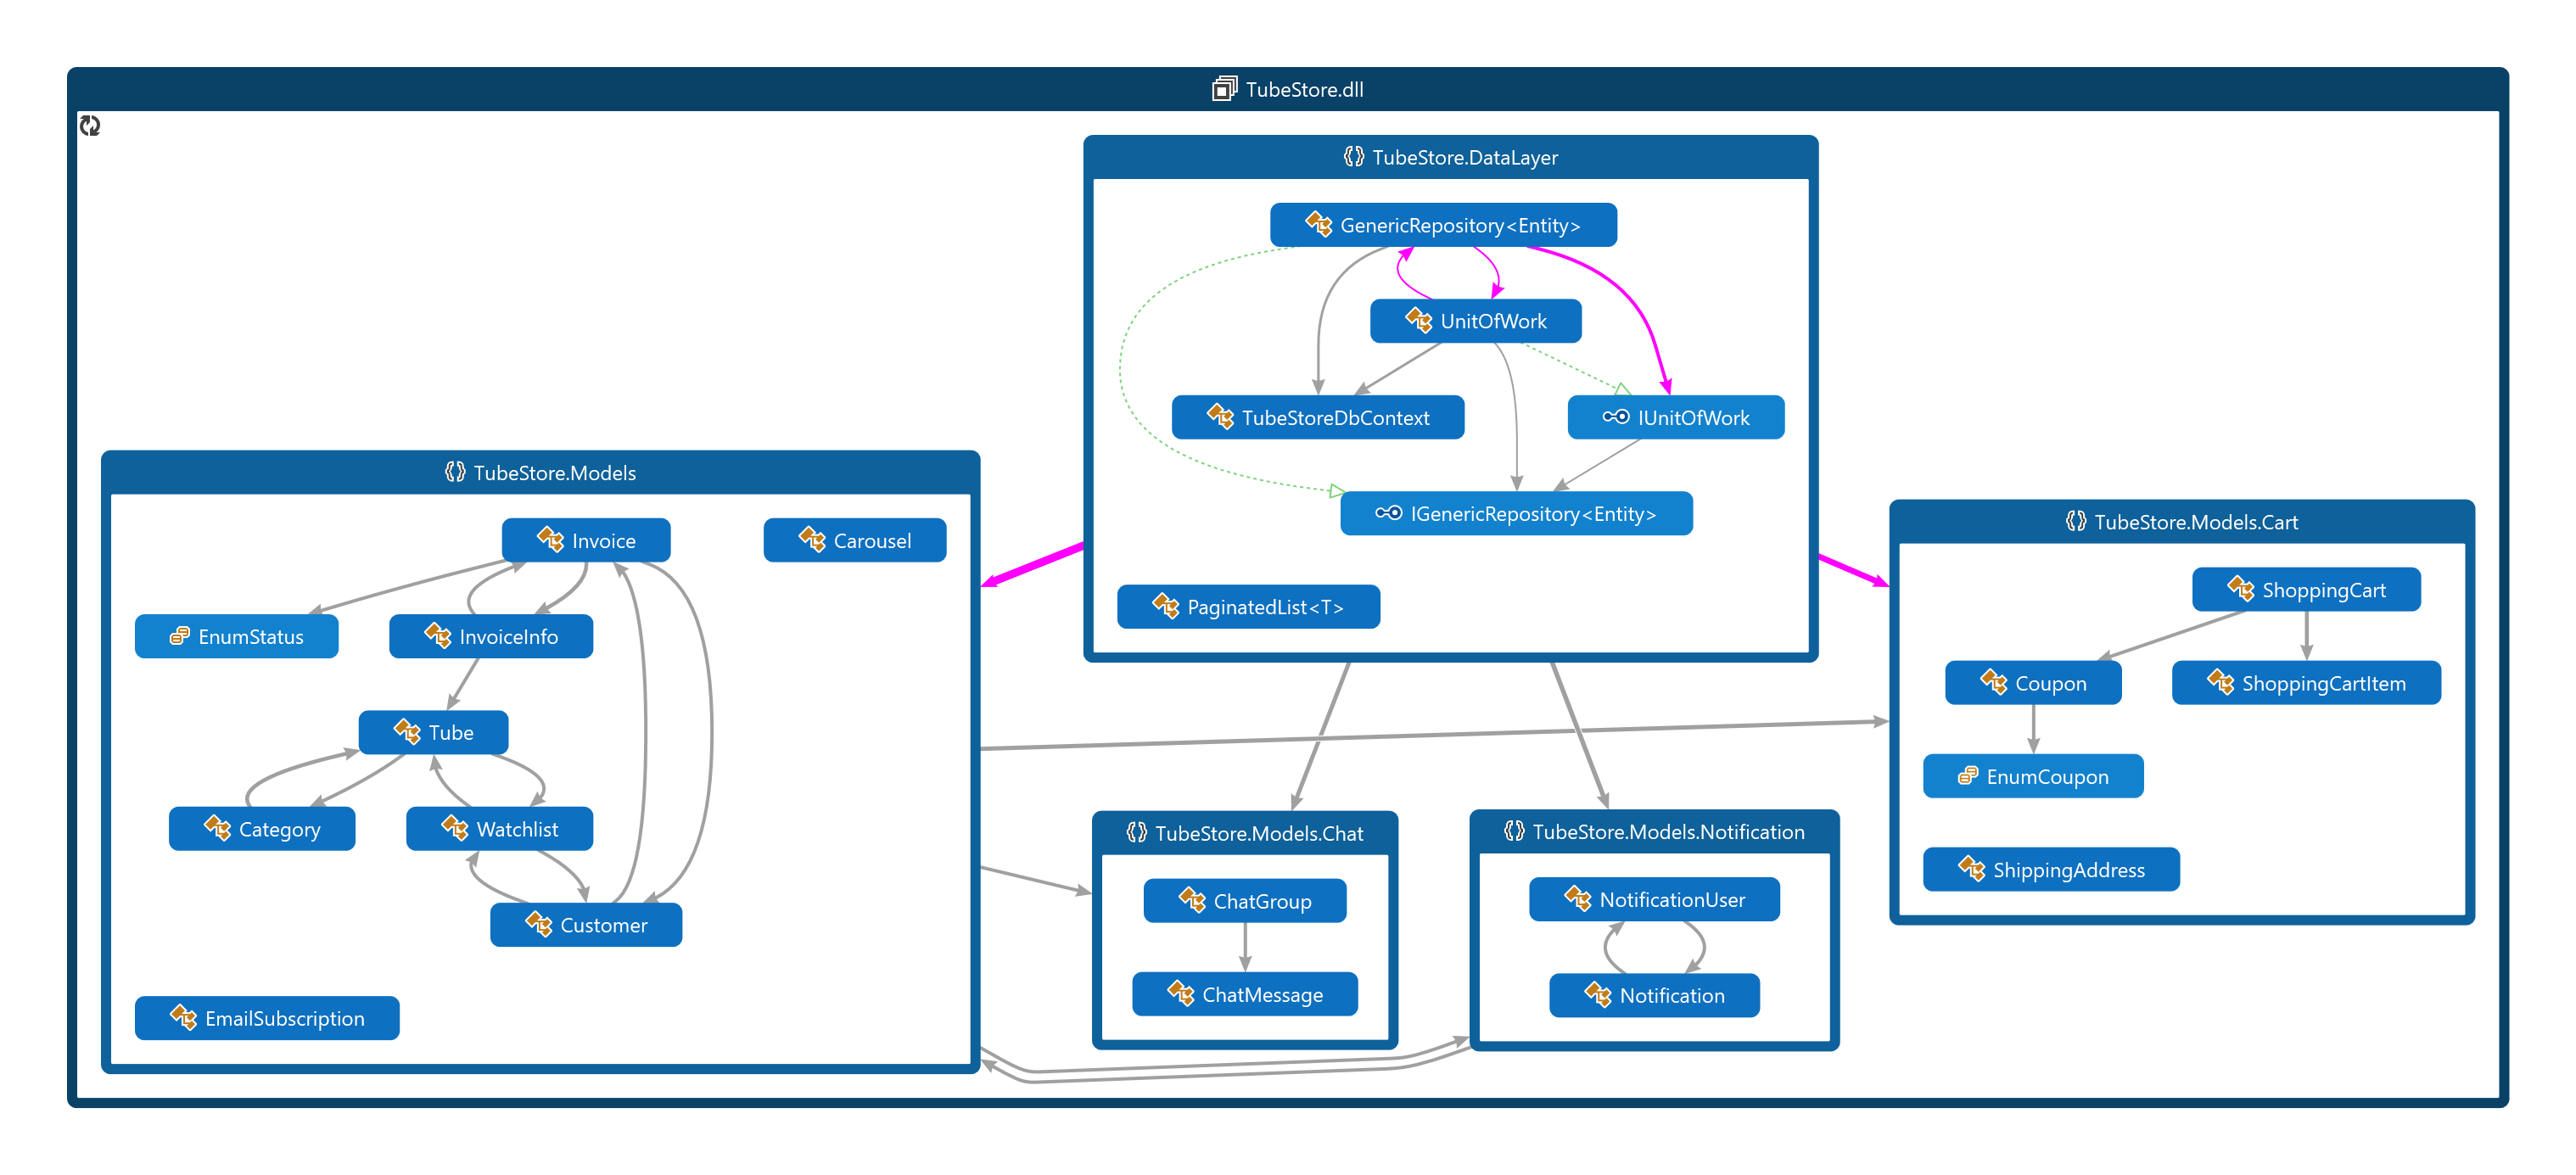 TubeStore.dll
TubeStore.DataLayer
GenericRepository<Entity>
UnitOfWork
TubeStoreDbContext
IUnitOfWork
IGenericRepository<Entity>
PaginatedList<T>
TubeStore.Models
Invoice
Carousel
EnumStatus
InvoiceInfo
Tube
Category
Watchlist
Customer
EmailSubscription
TubeStore.Models.Chat
ChatGroup
ChatMessage
TubeStore.Models.Notification
NotificationUser
Notification
TubeStore.Models.Cart
ShoppingCart
Coupon
ShoppingCartItem
EnumCoupon
ShippingAddress